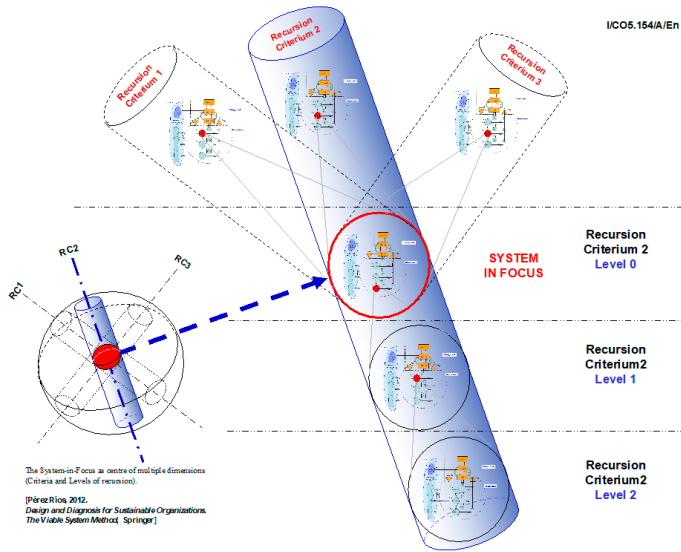 I/CO5.154/A/En
Recursion
Criterium 1
Recursion
Criterium 2
Recursion
Criterium 3
RC2
RC1
RC3
SYSTEM
IN FOCUS
Recursion
Criterium 2
Level 0
Recursion
Criterium2
Level 1
Recursion
Criterium2
Level 2
The System-in-Focus as centre of multiple dimensions
(Criteria and Levels of recursion).
[Pérez Ríos, 2012.
Design and Diagnosis for Sustainable Organizations.
The Viable System Method, Springer]